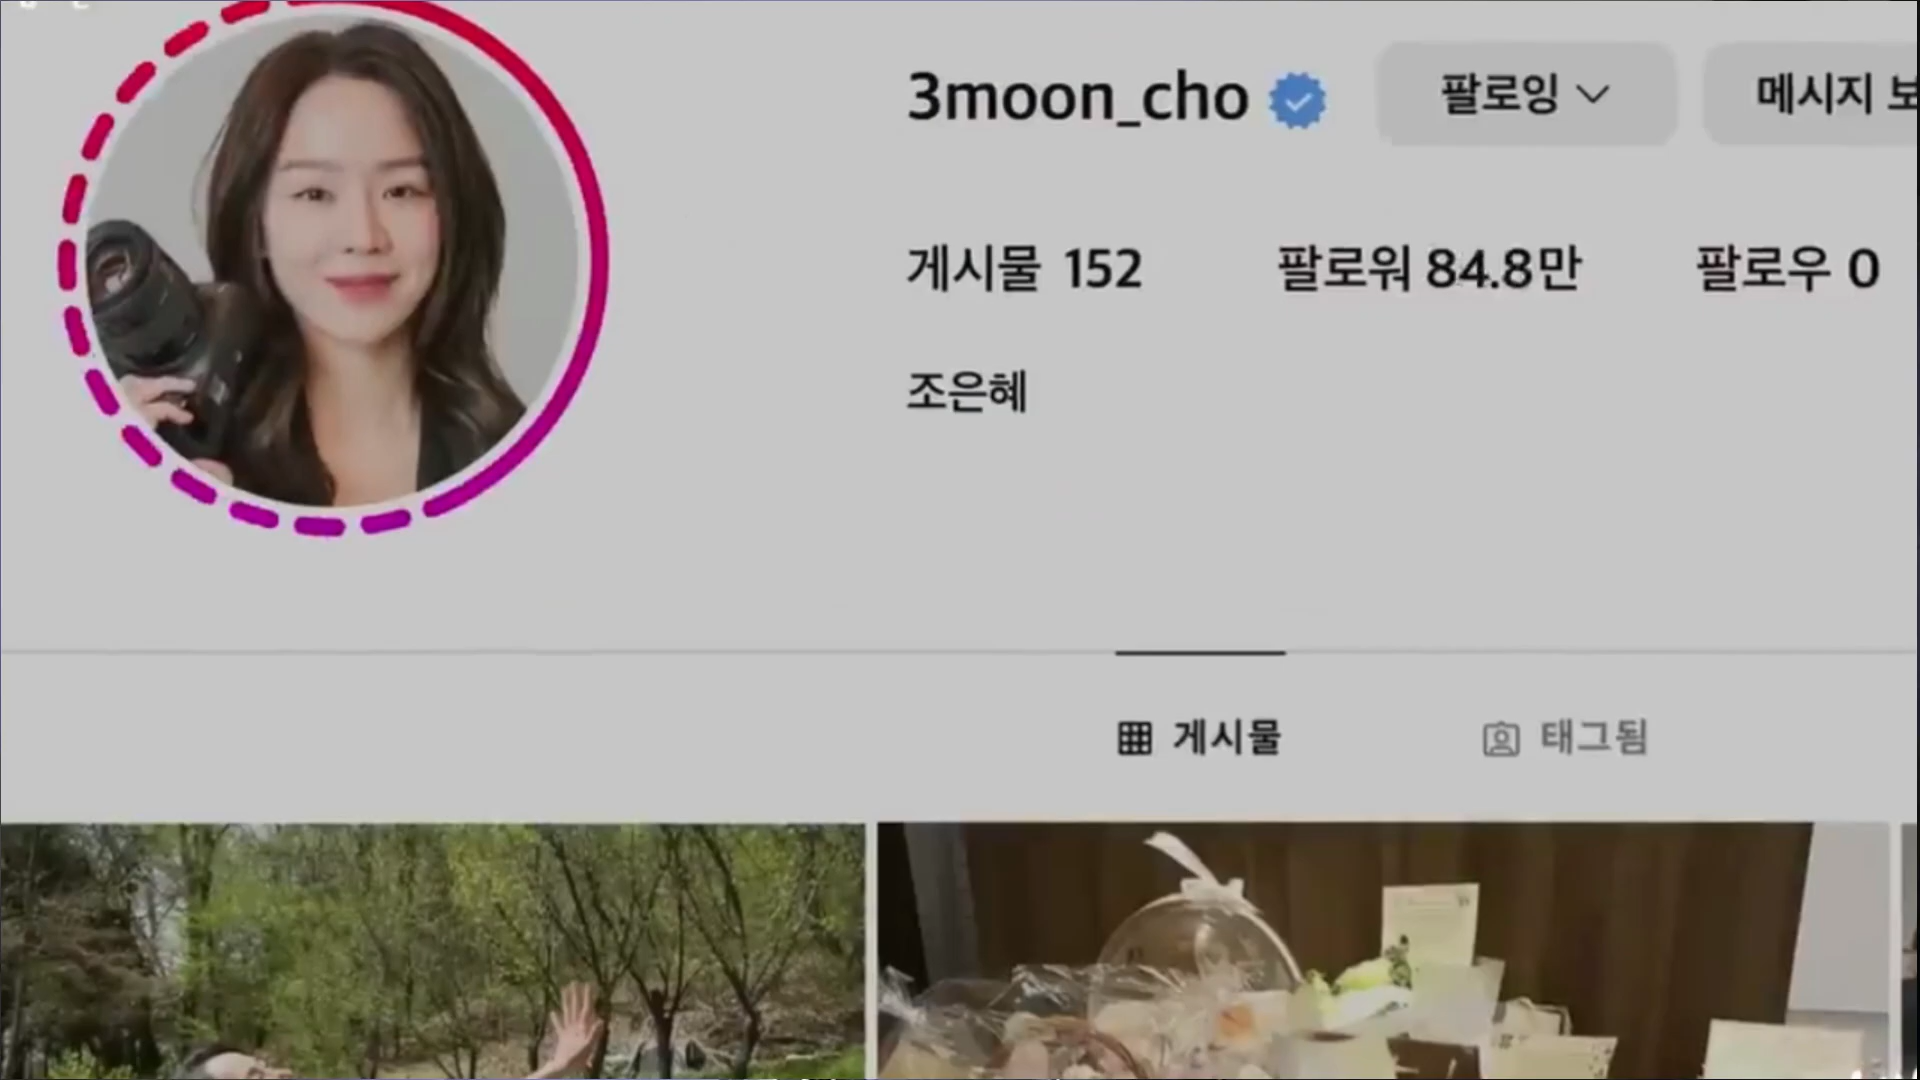 3moon_cho 팔로잉 메시지 보
게시물 152 팔로워 84.8만 팔로우 0
조은혜
게시물 태그됨